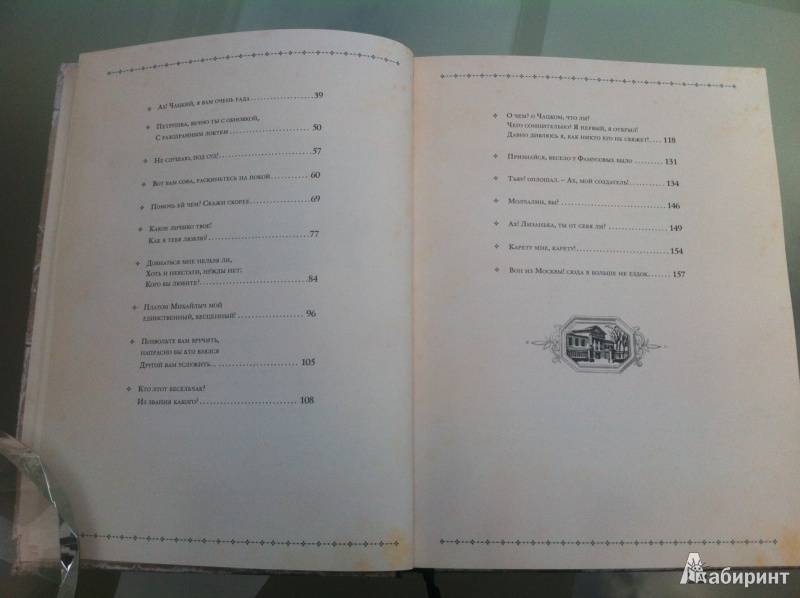 Ах! Чацкий, я вам очень рада.....................39
Петрушка, вечно ты с обновкой,
С разодранным локтем.....................50
Не слушаю, под суд!.....................57
Вот вам софа, раскиньтесь на покой.....................60
Помочь ей чем? Скажи скорее.....................69
Какое личико твое!
Как я тебя люблю!.....................77
Дознаться мне нельзя ли,
Хоть и некстати, нужды нет:
Кого вы любите?.....................84
Платон Михайлыч мой
единственный, бесценный!.....................96
Позвольте вам вручить,
напрасно бы кто взялся
Другой вам услужить.....................105
Кто этот весельчак?
Из звания какого?.....................108
О чем? о Чацком, что ли?
Чего сомнительно? Я первый, я открыл!
Давно дивлюсь я, как никто его не свяжет!.....................118
Признайся, весело у Фамусовых было.....................131
Тьфу! оплошал. – Ах, мой создатель!.....................134
Молчалин, вы?.....................146
Ах! Лизанька, ты от себя ли?.....................149
Карету мне, карету!.....................154
Вон из Москвы! сюда я больше не ездок.....................157
Лабиринт